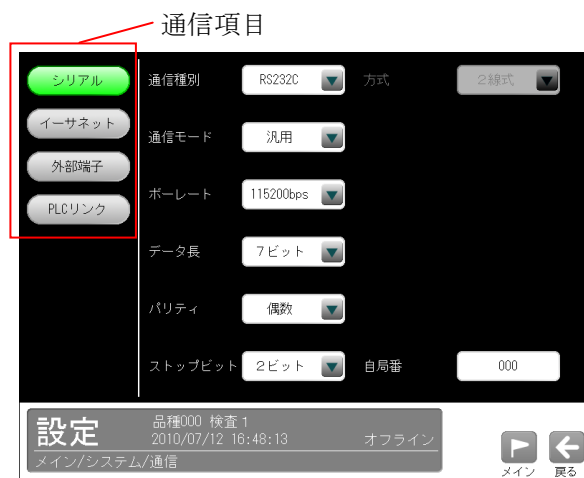 通信項目
シリアル
イーサネット
外部端子
PLCリンク
通信種別 RS232C 方式 2線式
通信モード 汎用
ボーレート 115200bps
データ長 7ビット
パリティ 偶数
ストップビット 2ビット 自局番 000
設定 品種000 検査1
2010/07/12 16:48:13 オフライン
メイン/システム/通信
メイン 戻る